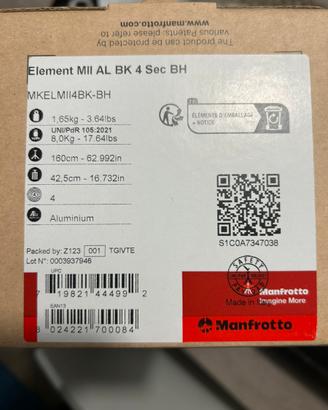 www.manfrotto.com
various Patents: please refer to
The product can be protected by
Element MII AL BK 4 Sec BH
MKELMII4BK-BH
1,65kg - 3.64lbs
UNI/PdR 105:2021
8,0Kg - 17.64lbs
160cm - 62.992in
42,5cm - 16.732in
4
Aluminium
FR
ÉLÉMENTS D'EMBALLAGE
+ NOTICE
S1C0A7347038
Packed by: Z123 001 TGIVTE
Lot N°: 0003937946
UPC
7 19821 44499 2
EAN13
8 024221 700084
SAFETY
Made in
Manfrotto
Imagine More
Manfrotto